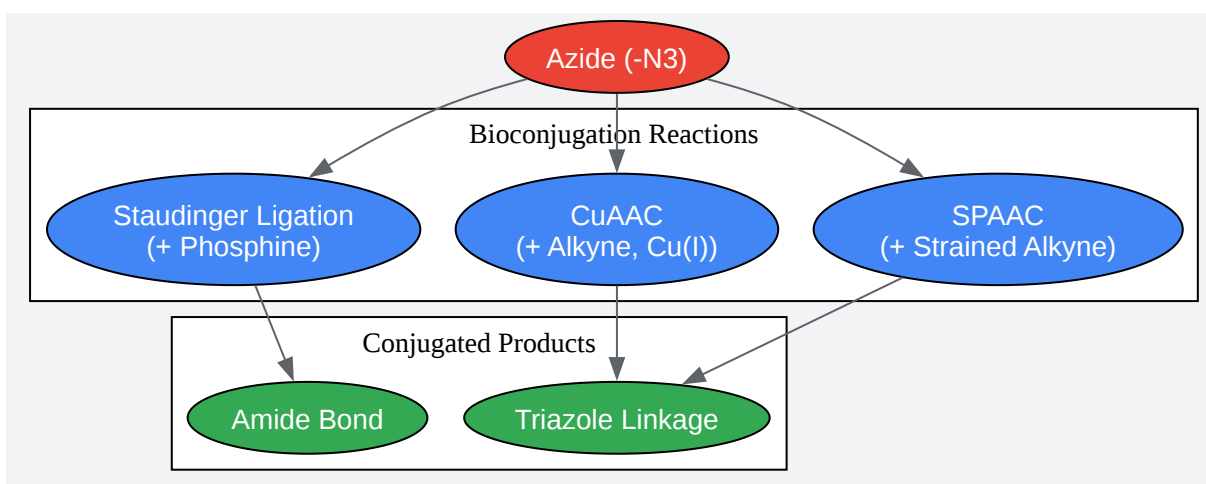 Azide (-N3)
Bioconjugation Reactions
Staudinger Ligation
(+ Phosphine)
CuAAC
(+ Alkyne, Cu(I))
SPAAC
(+ Strained Alkyne)
Conjugated Products
Amide Bond
Triazole Linkage